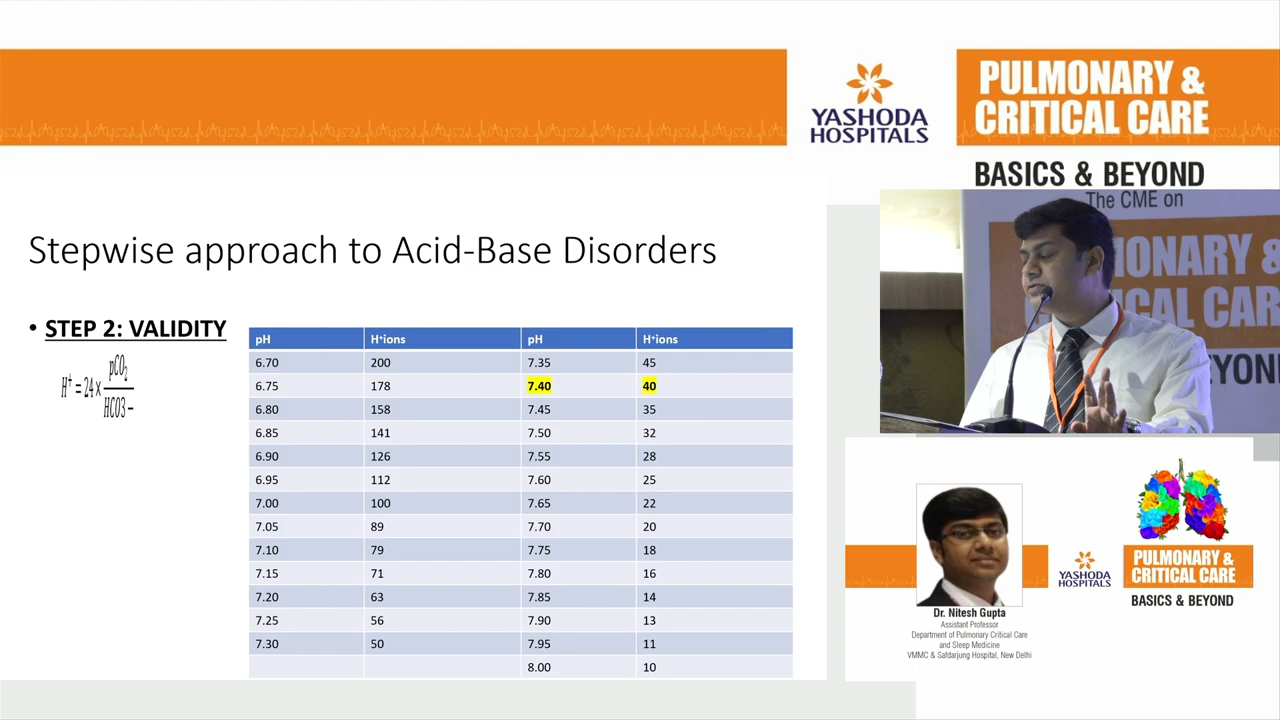 YASHODA
HOSPITALS
PULMONARY &
CRITICAL CARE
BASICS & BEYOND
The CME on
IONARY &
ICAL CARE
YOND
Stepwise approach to Acid-Base Disorders
• STEP 2: VALIDITY
H⁺ = 24 x pCO₂ / HCO3 −
pH H⁺ions pH H⁺ions
6.70 200 7.35 45
6.75 178 7.40 40
6.80 158 7.45 35
6.85 141 7.50 32
6.90 126 7.55 28
6.95 112 7.60 25
7.00 100 7.65 22
7.05 89 7.70 20
7.10 79 7.75 18
7.15 71 7.80 16
7.20 63 7.85 14
7.25 56 7.90 13
7.30 50 7.95 11
8.00 10
Dr. Nitesh Gupta
Assistant Professor
Department of Pulmonary Critical Care
and Sleep Medicine
VMMC & Safdarjung Hospital, New Delhi
YASHODA
HOSPITALS
PULMONARY &
CRITICAL CARE
BASICS & BEYOND